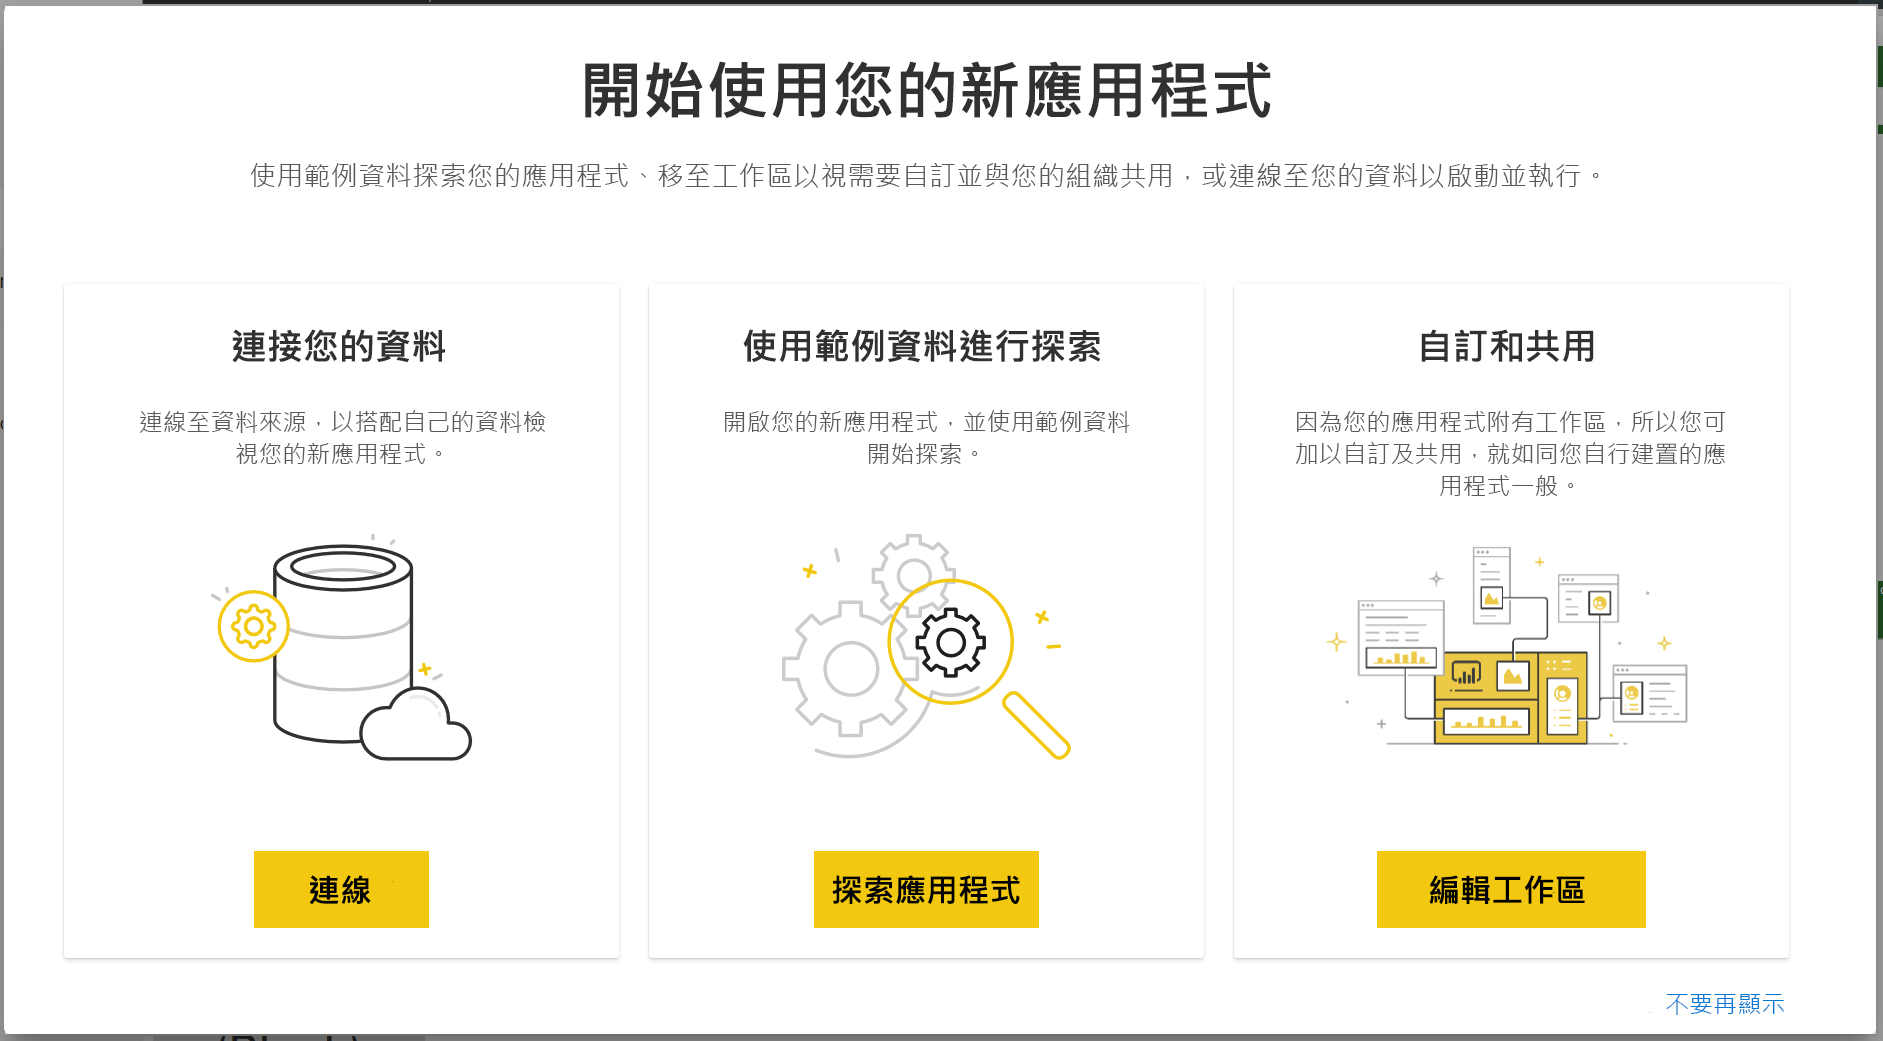 開始使用您的新應用程式
使用範例資料探索您的應用程式、移至工作區以視需要自訂並與您的組織共用，或連線至您的資料以啟動並執行。
連接您的資料
連線至資料來源，以搭配自己的資料檢
視您的新應用程式。
連線
使用範例資料進行探索
開啟您的新應用程式，並使用範例資料
開始探索。
探索應用程式
自訂和共用
因為您的應用程式附有工作區，所以您可
加以自訂及共用，就如同您自行建置的應
用程式一般。
編輯工作區
不要再顯示